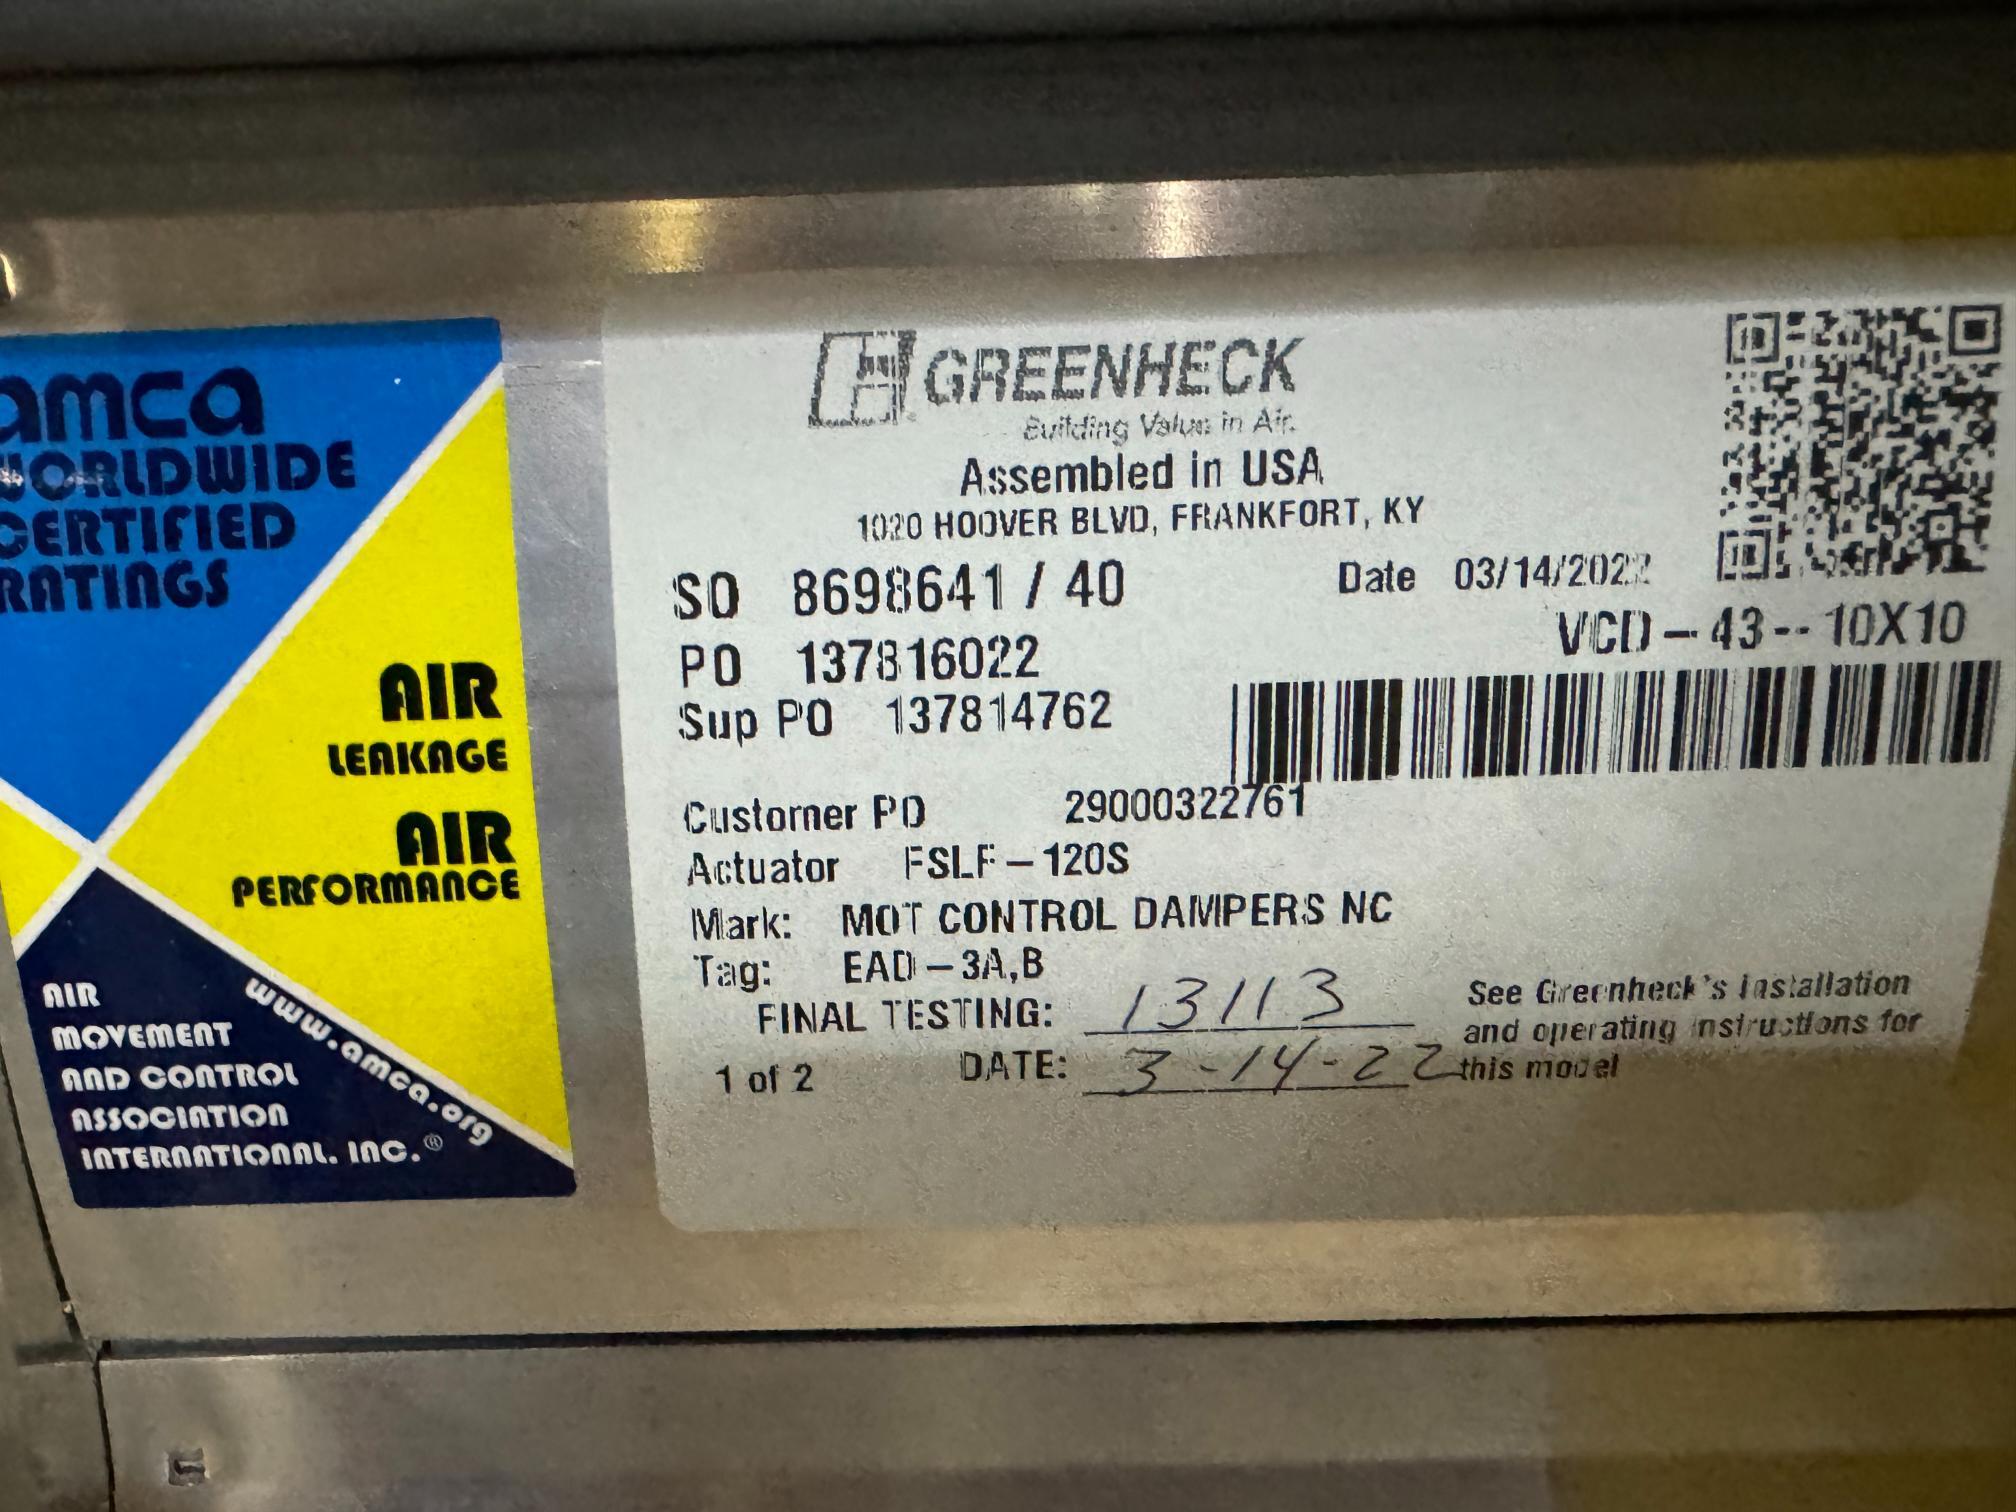 amca
WORLDWIDE
CERTIFIED
RATINGS
AIR
LEAKAGE
AIR
PERFORMANCE
www.amca.org
AIR
MOVEMENT
AND CONTROL
ASSOCIATION
INTERNATIONAL, INC.®
GREENHECK
Building Value in Air.
Assembled in USA
1020 HOOVER BLVD, FRANKFORT, KY
SO 8698641 / 40 Date 03/14/2022
PO 137816022 VCD-43--10X10
Sup PO 137814762
Customer PO 29000322761
Actuator FSLF-120S
Mark: MOT CONTROL DAMPERS NC
Tag: EAD-3A,B
FINAL TESTING: 13113
1 of 2 DATE: 3-14-22
See Greenheck's installation
and operating instructions for
this model